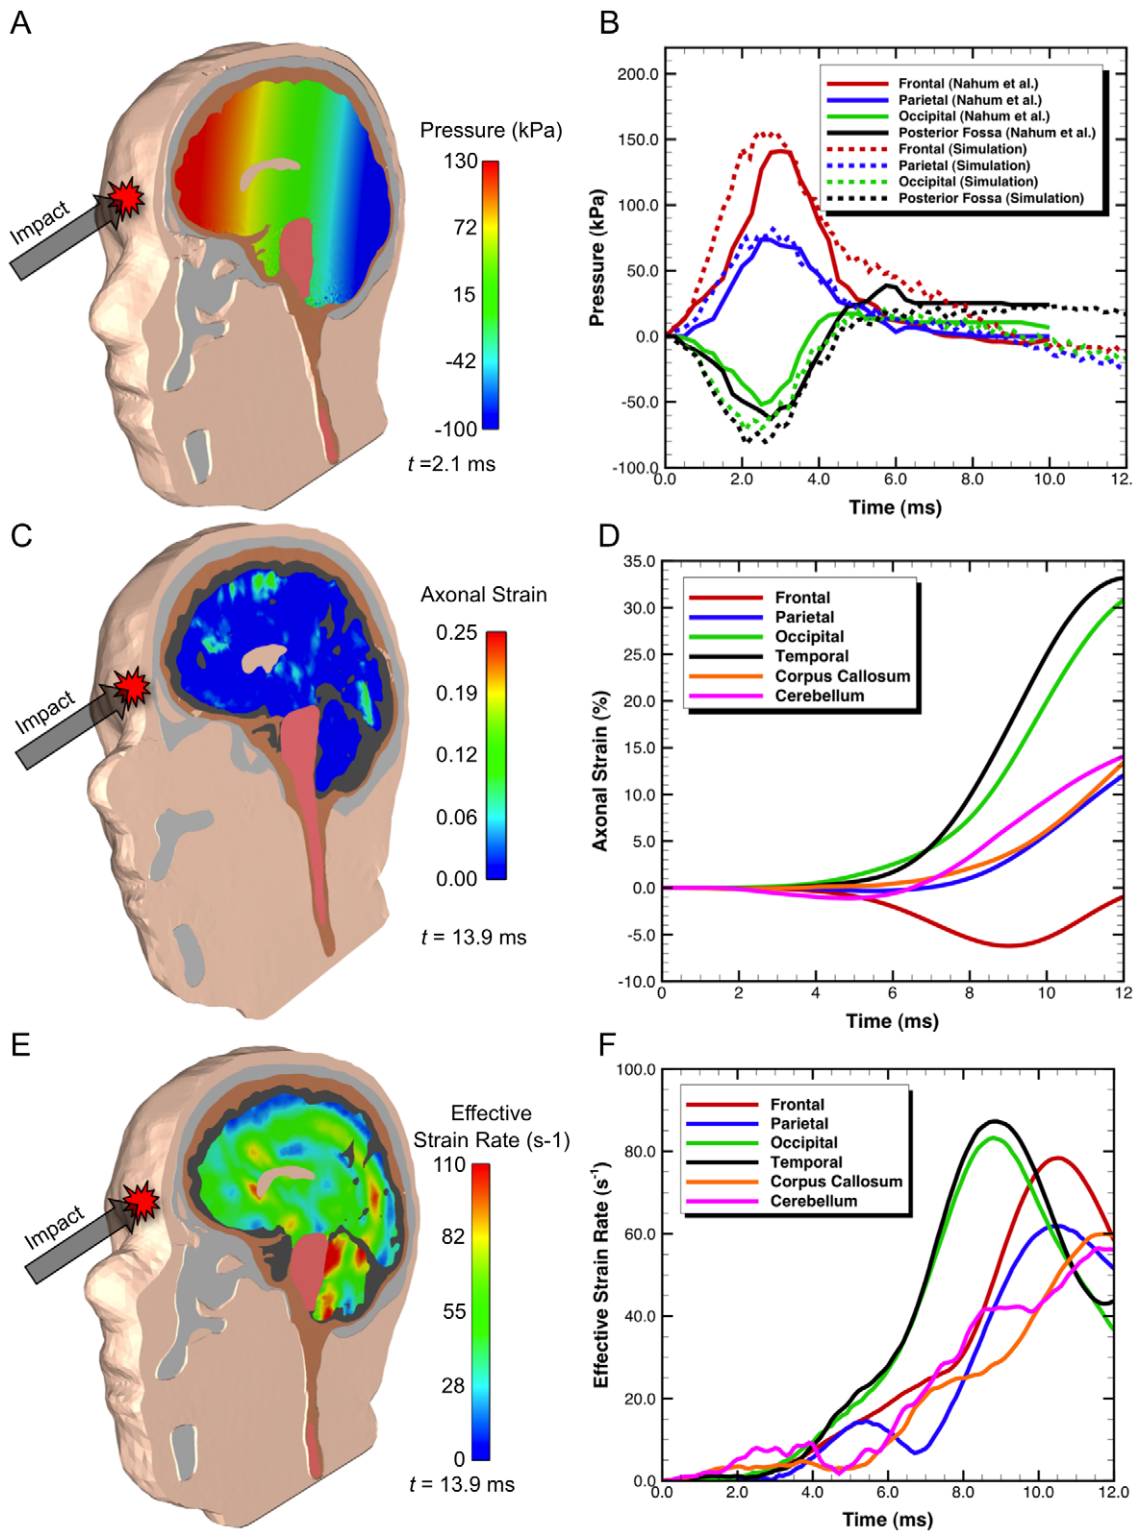 A
Impact
Pressure (kPa)
130
72
15
-42
-100
t =2.1 ms
B
Frontal (Nahum et al.)
Parietal (Nahum et al.)
Occipital (Nahum et al.)
Posterior Fossa (Nahum et al.)
Frontal (Simulation)
Parietal (Simulation)
Occipital (Simulation)
Posterior Fossa (Simulation)
200.0
150.0
100.0
50.0
0.0
-50.0
-100.0
Pressure (kPa)
0.0 2.0 4.0 6.0 8.0 10.0 12.
Time (ms)
C
Impact
Axonal Strain
0.25
0.19
0.12
0.06
0.00
t = 13.9 ms
D
Frontal
Parietal
Occipital
Temporal
Corpus Callosum
Cerebellum
35.0
30.0
25.0
20.0
15.0
10.0
5.0
0.0
-5.0
-10.0
Axonal Strain (%)
0 2 4 6 8 10 12
Time (ms)
E
Impact
Effective
Strain Rate (s-1)
110
82
55
28
0
t = 13.9 ms
F
Frontal
Parietal
Occipital
Temporal
Corpus Callosum
Cerebellum
100.0
80.0
60.0
40.0
20.0
0.0
Effective Strain Rate (s⁻¹)
0.0 2.0 4.0 6.0 8.0 10.0 12.0
Time (ms)